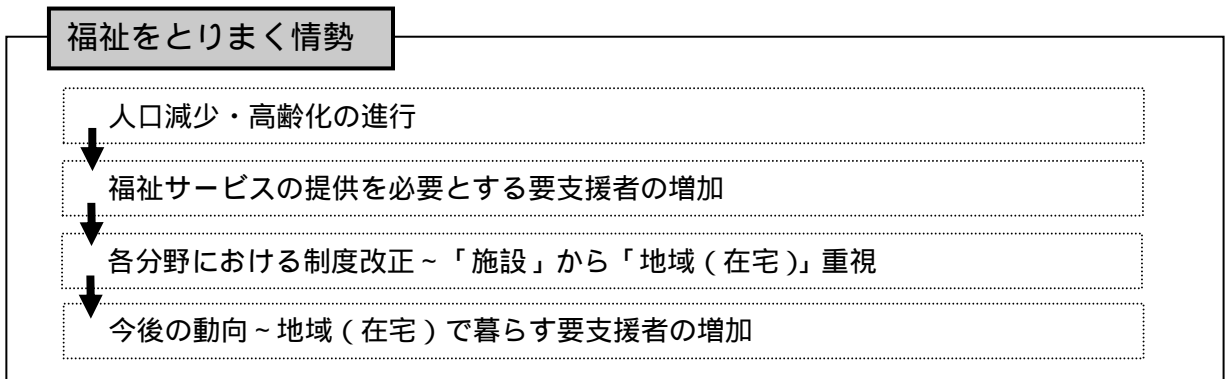 福祉をとりまく情勢
人口減少・高齢化の進行
福祉サービスの提供を必要とする要支援者の増加
各分野における制度改正~「施設」から「地域(在宅)」重視
今後の動向~地域(在宅)で暮らす要支援者の増加